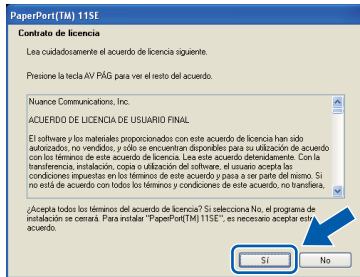 PaperPort(TM) 11SE
Contrato de licencia
Lea cuidadosamente el acuerdo de licencia siguiente.
Presione la tecla AV PÁG para ver el resto del acuerdo.
Nuance Communications, Inc.
ACUERDO DE LICENCIA DE USUARIO FINAL
El software y los materiales proporcionados con este acuerdo de licencia han sido
autorizados, no vendidos, y sólo se encuentran disponibles para su utilización de acuerdo
con los términos de este acuerdo de licencia. Lea este acuerdo detenidamente. Con la
transferencia, instalación, copia o utilización del software, el usuario acepta las
condiciones impuestas en los términos de este acuerdo y pasa a ser parte del mismo. Si
no está de acuerdo con todos los términos y condiciones de este acuerdo, no transfiera,
¿Acepta todos los términos del acuerdo de licencia? Si selecciona No, el programa de
instalación se cerrará. Para instalar "PaperPort(TM) 11SE", es necesario aceptar este
acuerdo.
Sí No